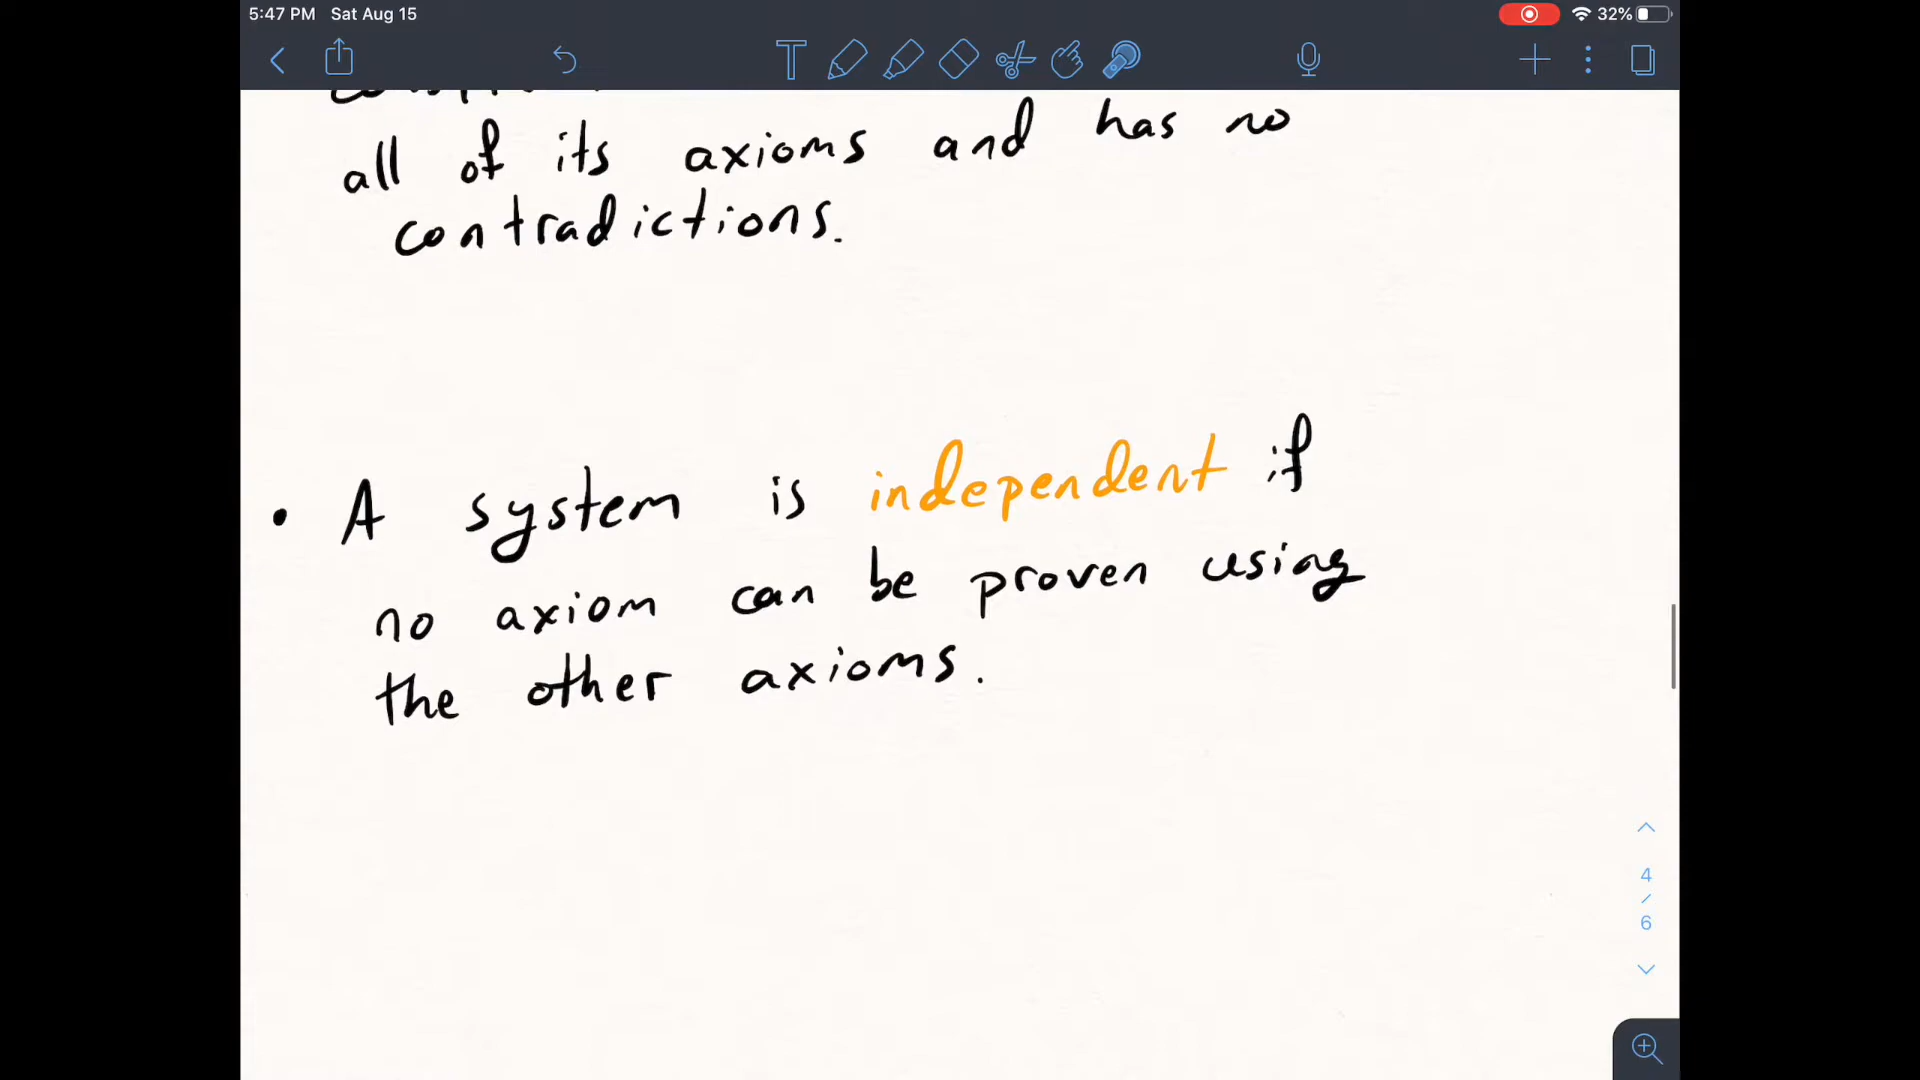 5:47 PM Sat Aug 15
32%
all of its axioms and has no
contradictions.
• A system is independent if
no axiom can be proven using
the other axioms.
4
/
6